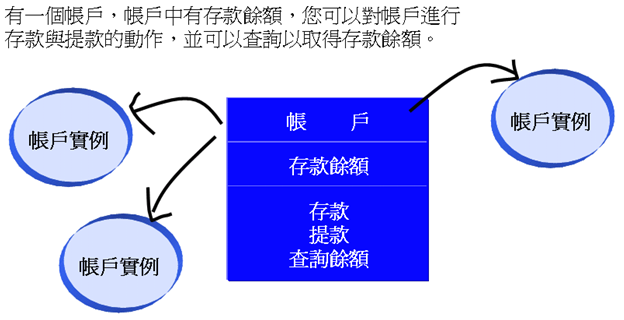 有一個帳戶，帳戶中有存款餘額，您可以對帳戶進行
存款與提款的動作，並可以查詢以取得存款餘額。
帳戶實例
帳　　戶
帳戶實例
存款餘額
存款
提款
查詢餘額
帳戶實例